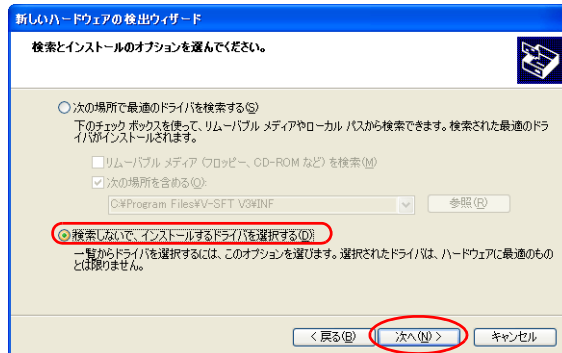 新しいハードウェアの検出ウィザード
検索とインストールのオプションを選んでください。
次の場所で最適のドライバを検索する(S)
下のチェック ボックスを使って、リムーバブル メディアやローカル パスから検索できます。検索された最適のドラ
イバがインストールされます。
リムーバブル メディア (フロッピー、CD-ROM など) を検索(M)
次の場所を含める(O):
C:¥Program Files¥V-SFT V3¥INF
参照(R)
検索しないで、インストールするドライバを選択する(D)
一覧からドライバを選択するには、このオプションを選びます。選択されたドライバは、ハードウェアに最適のもの
とは限りません。
< 戻る(B)
次へ(N) >
キャンセル